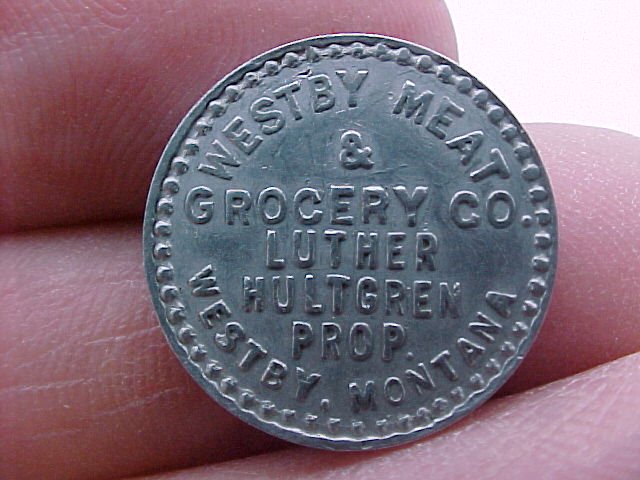 WESTBY MEAT
&
GROCERY CO.
LUTHER
HULTGREN
PROP.
WESTBY, MONTANA